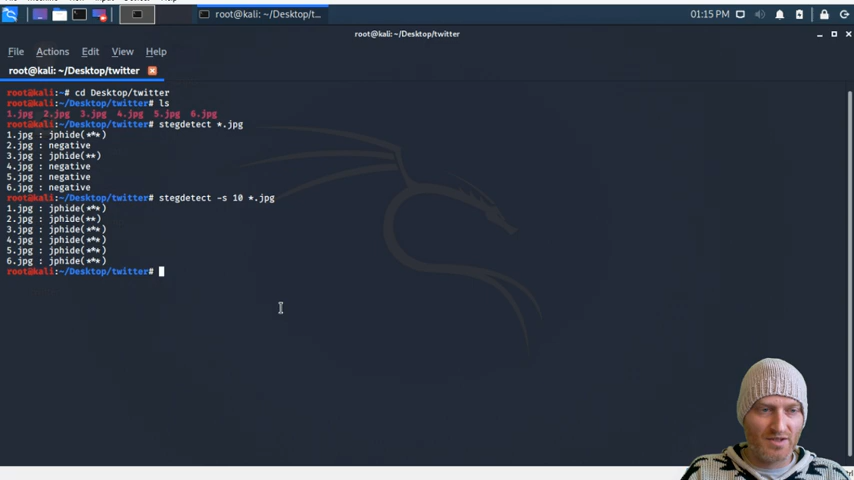 01:15 PM
root@kali: ~/Desktop/t...
root@kali: ~/Desktop/twitter
File Actions Edit View Help
root@kali: ~/Desktop/twitter
root@kali:~# cd Desktop/twitter
root@kali:~/Desktop/twitter# ls
1.jpg 2.jpg 3.jpg 4.jpg 5.jpg 6.jpg
root@kali:~/Desktop/twitter# stegdetect *.jpg
1.jpg : jphide(***)
2.jpg : negative
3.jpg : jphide(**)
4.jpg : negative
5.jpg : negative
6.jpg : negative
root@kali:~/Desktop/twitter# stegdetect -s 10 *.jpg
1.jpg : jphide(***)
2.jpg : jphide(**)
3.jpg : jphide(***)
4.jpg : jphide(***)
5.jpg : jphide(***)
6.jpg : jphide(***)
root@kali:~/Desktop/twitter#